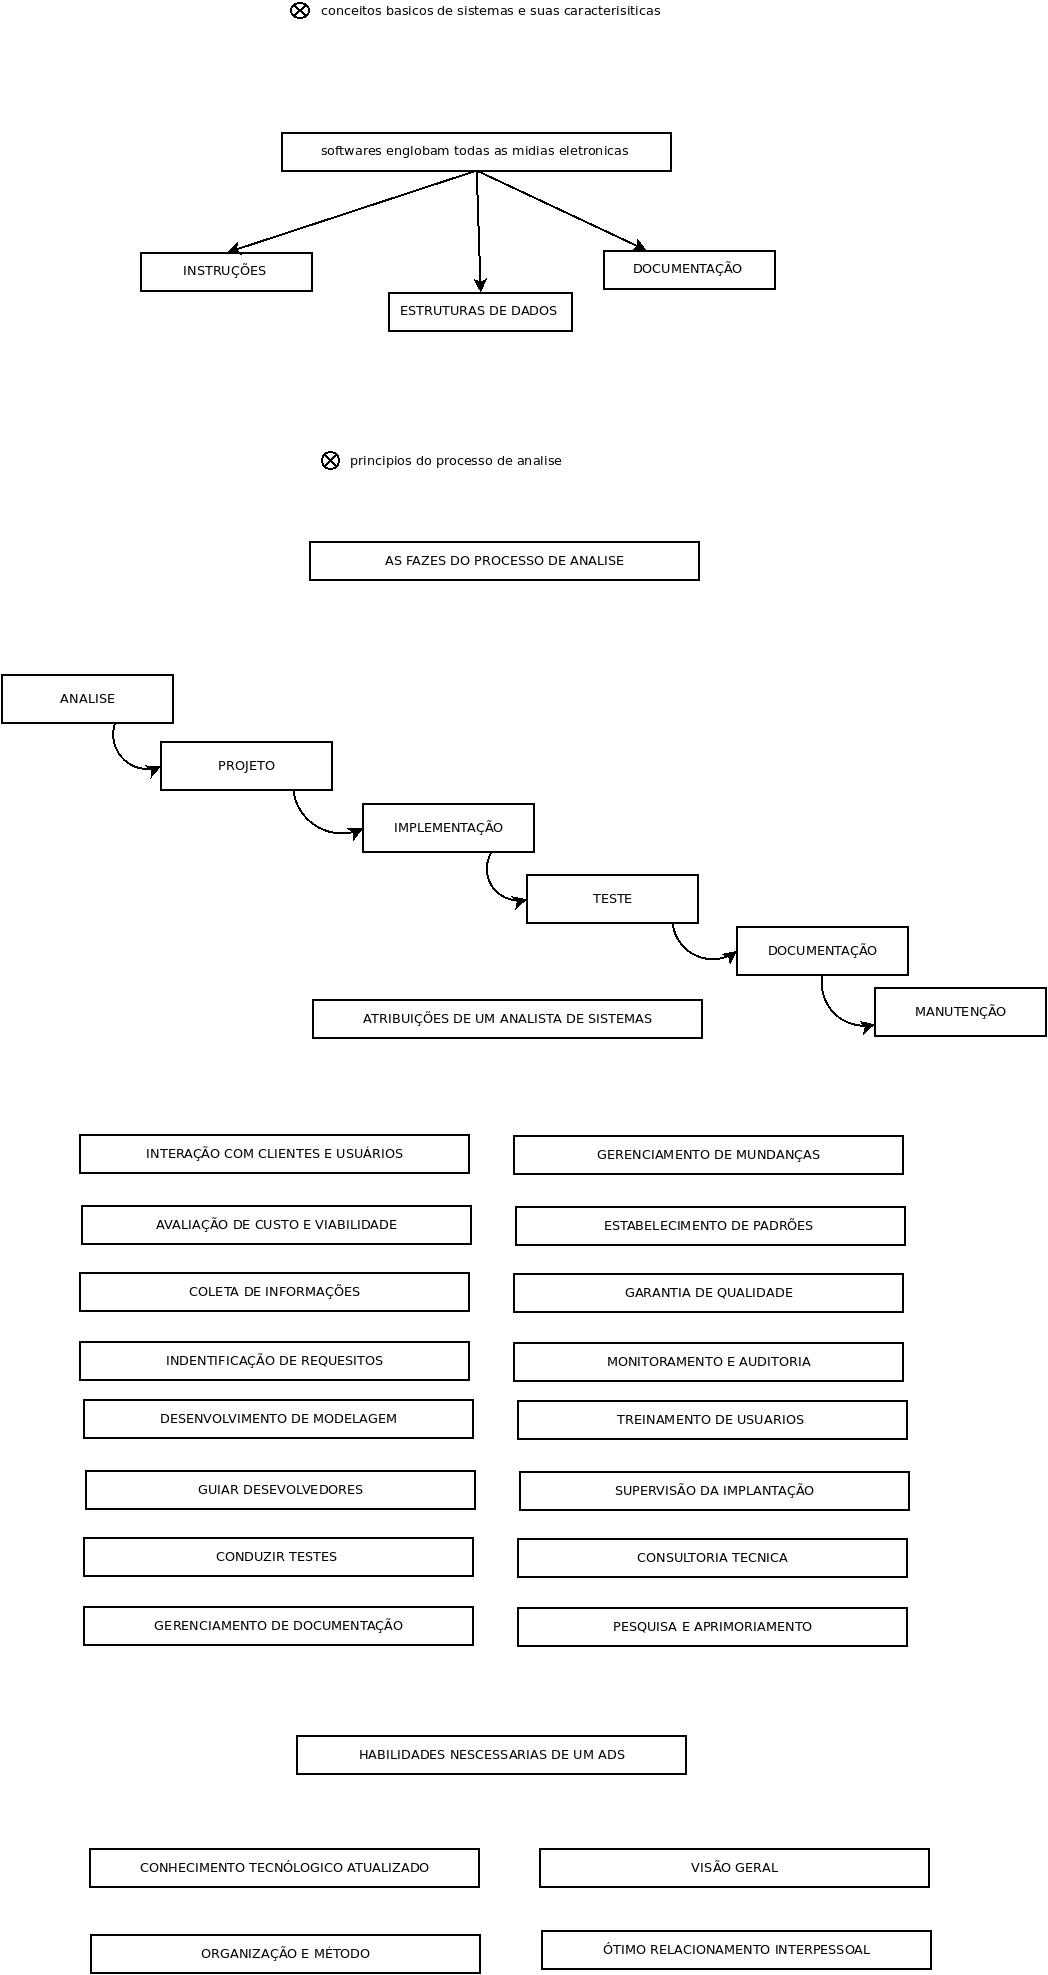 conceitos basicos de sistemas e suas caracterisiticas
softwares englobam todas as midias eletronicas
INSTRUÇÕES
DOCUMENTAÇÃO
ESTRUTURAS DE DADOS
principios do processo de analise
AS FAZES DO PROCESSO DE ANALISE
ANALISE
PROJETO
IMPLEMENTAÇÃO
TESTE
DOCUMENTAÇÃO
MANUTENÇÃO
ATRIBUIÇÕES DE UM ANALISTA DE SISTEMAS
INTERAÇÃO COM CLIENTES E USUÁRIOS
GERENCIAMENTO DE MUNDANÇAS
AVALIAÇÃO DE CUSTO E VIABILIDADE
ESTABELECIMENTO DE PADRÕES
COLETA DE INFORMAÇÕES
GARANTIA DE QUALIDADE
INDENTIFICAÇÃO DE REQUESITOS
MONITORAMENTO E AUDITORIA
DESENVOLVIMENTO DE MODELAGEM
TREINAMENTO DE USUARIOS
GUIAR DESEVOLVEDORES
SUPERVISÃO DA IMPLANTAÇÃO
CONDUZIR TESTES
CONSULTORIA TECNICA
GERENCIAMENTO DE DOCUMENTAÇÃO
PESQUISA E APRIMORIAMENTO
HABILIDADES NESCESSARIAS DE UM ADS
CONHECIMENTO TECNÓLOGICO ATUALIZADO
VISÃO GERAL
ORGANIZAÇÃO E MÉTODO
ÓTIMO RELACIONAMENTO INTERPESSOAL